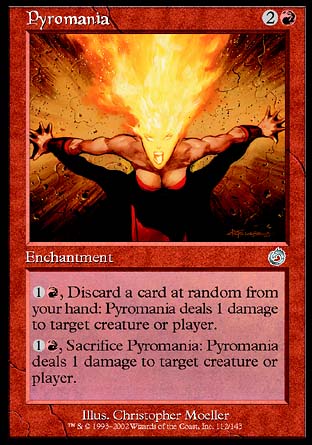 Pyromania 2
Enchantment
1, Discard a card at random from
your hand: Pyromania deals 1 damage
to target creature or player.
1, Sacrifice Pyromania: Pyromania
deals 1 damage to target creature or
player.
Illus. Christopher Moeller
™ & © 1993–2002 Wizards of the Coast, Inc. 112/143